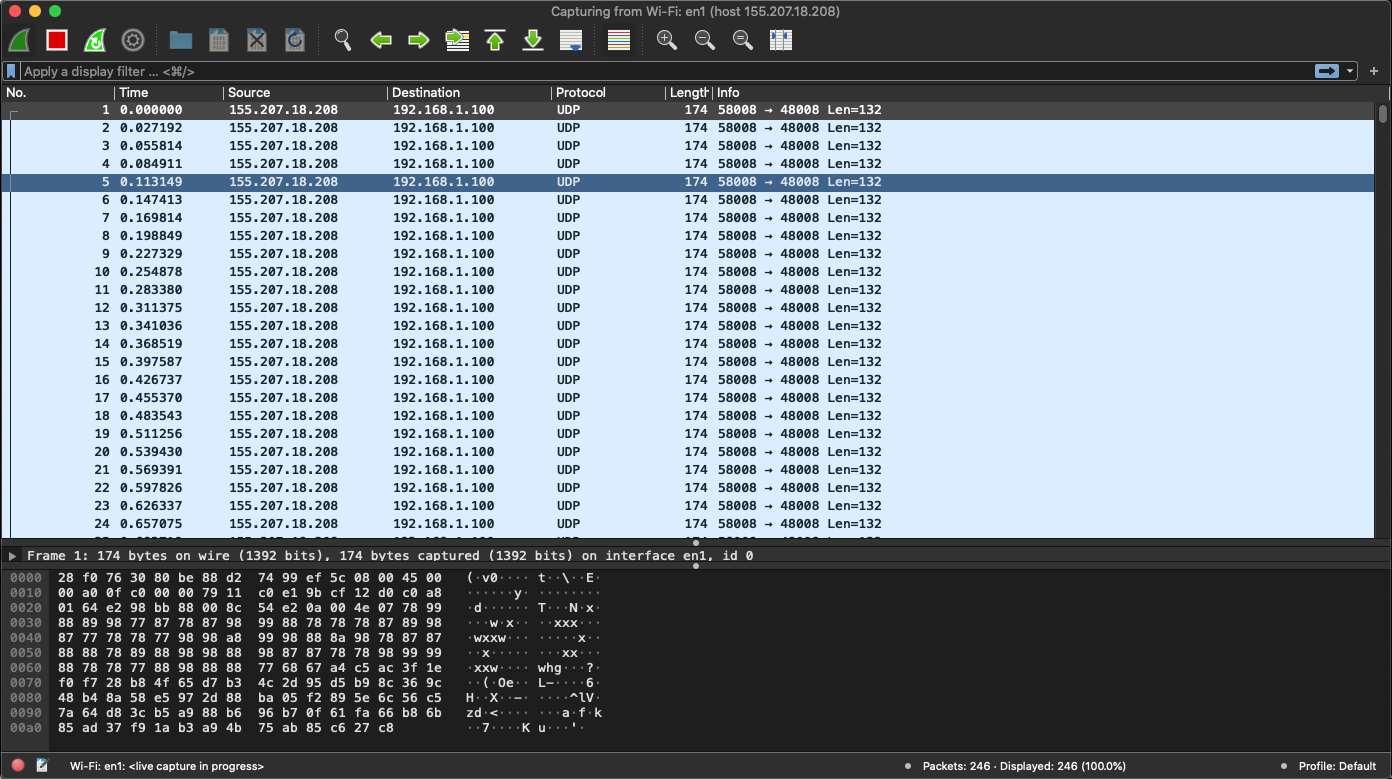 Capturing from Wi-Fi: en1 (host 155.207.18.208)
Apply a display filter ... <⌘/>
No. Time Source Destination Protocol Length Info
1 0.000000 155.207.18.208 192.168.1.100 UDP 174 58008 → 48008 Len=132
2 0.027192 155.207.18.208 192.168.1.100 UDP 174 58008 → 48008 Len=132
3 0.055814 155.207.18.208 192.168.1.100 UDP 174 58008 → 48008 Len=132
4 0.084911 155.207.18.208 192.168.1.100 UDP 174 58008 → 48008 Len=132
5 0.113149 155.207.18.208 192.168.1.100 UDP 174 58008 → 48008 Len=132
6 0.147413 155.207.18.208 192.168.1.100 UDP 174 58008 → 48008 Len=132
7 0.169814 155.207.18.208 192.168.1.100 UDP 174 58008 → 48008 Len=132
8 0.198849 155.207.18.208 192.168.1.100 UDP 174 58008 → 48008 Len=132
9 0.227329 155.207.18.208 192.168.1.100 UDP 174 58008 → 48008 Len=132
10 0.254878 155.207.18.208 192.168.1.100 UDP 174 58008 → 48008 Len=132
11 0.283380 155.207.18.208 192.168.1.100 UDP 174 58008 → 48008 Len=132
12 0.311375 155.207.18.208 192.168.1.100 UDP 174 58008 → 48008 Len=132
13 0.341036 155.207.18.208 192.168.1.100 UDP 174 58008 → 48008 Len=132
14 0.368519 155.207.18.208 192.168.1.100 UDP 174 58008 → 48008 Len=132
15 0.397587 155.207.18.208 192.168.1.100 UDP 174 58008 → 48008 Len=132
16 0.426737 155.207.18.208 192.168.1.100 UDP 174 58008 → 48008 Len=132
17 0.455370 155.207.18.208 192.168.1.100 UDP 174 58008 → 48008 Len=132
18 0.483543 155.207.18.208 192.168.1.100 UDP 174 58008 → 48008 Len=132
19 0.511256 155.207.18.208 192.168.1.100 UDP 174 58008 → 48008 Len=132
20 0.539430 155.207.18.208 192.168.1.100 UDP 174 58008 → 48008 Len=132
21 0.569391 155.207.18.208 192.168.1.100 UDP 174 58008 → 48008 Len=132
22 0.597826 155.207.18.208 192.168.1.100 UDP 174 58008 → 48008 Len=132
23 0.626337 155.207.18.208 192.168.1.100 UDP 174 58008 → 48008 Len=132
24 0.657075 155.207.18.208 192.168.1.100 UDP 174 58008 → 48008 Len=132
Frame 1: 174 bytes on wire (1392 bits), 174 bytes captured (1392 bits) on interface en1, id 0
0000 28 f0 76 30 80 be 88 d2 74 99 ef 5c 08 00 45 00 (·v0···· t··\··E·
0010 00 a0 0f c0 00 00 79 11 c0 e1 9b cf 12 d0 c0 a8 ······y· ········
0020 01 64 e2 98 bb 88 00 8c 54 e2 0a 00 4e 07 78 99 ·d······ T···N·x·
0030 88 89 98 77 87 78 87 98 99 88 78 78 78 87 89 98 ···w·x·· ··xxx···
0040 87 77 78 78 77 98 98 a8 99 98 88 8a 98 78 87 87 ·wxxw··· ·····x··
0050 88 88 78 89 88 98 98 88 98 87 87 78 78 98 99 99 ··x····· ···xx···
0060 88 78 78 77 88 98 88 88 77 68 67 a4 c5 ac 3f 1e ·xxw···· whg···?·
0070 f0 f7 28 b8 4f 65 d7 b3 4c 2d 95 d5 b9 8c 36 9c ··(·Oe·· L-····6·
0080 48 b4 8a 58 e5 97 2d 88 ba 05 f2 89 5e 6c 56 c5 H··X··-· ····^lV·
0090 7a 64 d8 3c b5 a9 88 b6 96 b7 0f 61 fa 66 b8 6b zd·<···· ···a·f·k
00a0 85 ad 37 f9 1a b3 a9 4b 75 ab 85 c6 27 c8 ··7····K u···'·
Wi-Fi: en1: <live capture in progress> Packets: 246 · Displayed: 246 (100.0%) Profile: Default